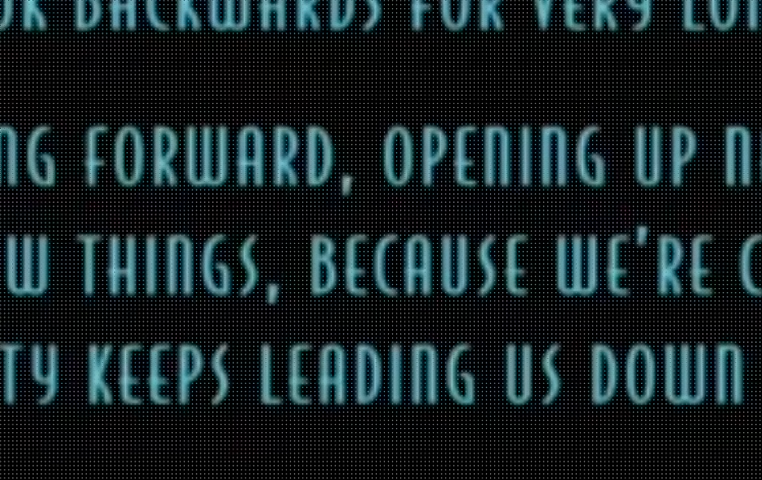 BACKWARDS FOR VERY
NG FORWARD, OPENING UP N
W THINGS, BECAUSE WE'RE C
TY KEEPS LEADING US DOWN